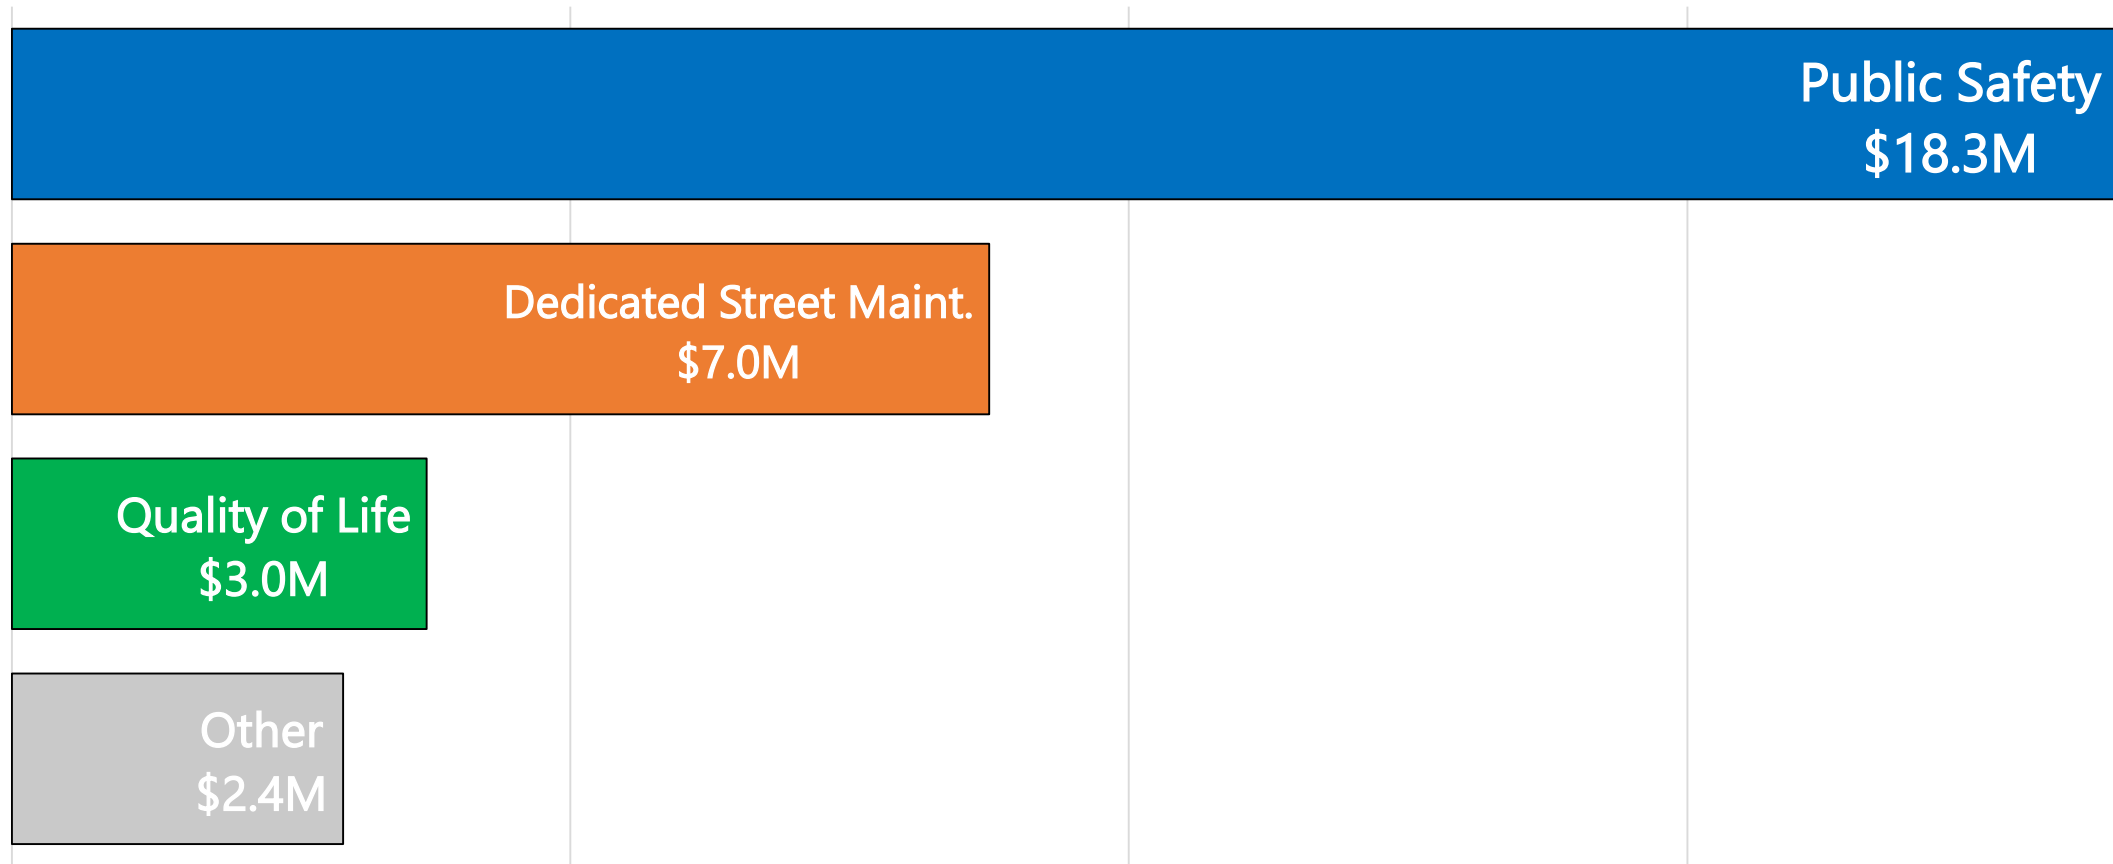 Public Safety
$18.3M
Dedicated Street Maint.
$7.0M
Quality of Life
$3.0M
Other
$2.4M